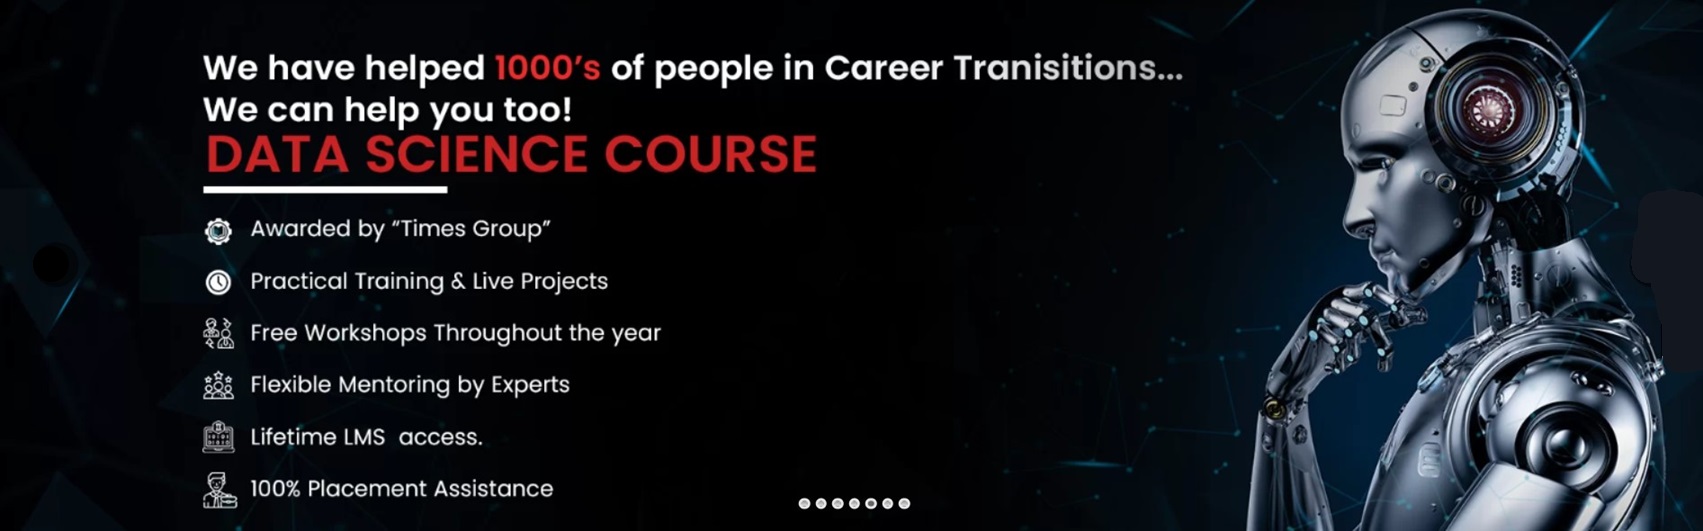 We have helped 1000's of people in Career Tranisitions...
We can help you too!
DATA SCIENCE COURSE
Awarded by “Times Group”
Practical Training & Live Projects
Free Workshops Throughout the year
Flexible Mentoring by Experts
Lifetime LMS  access.
100% Placement Assistance